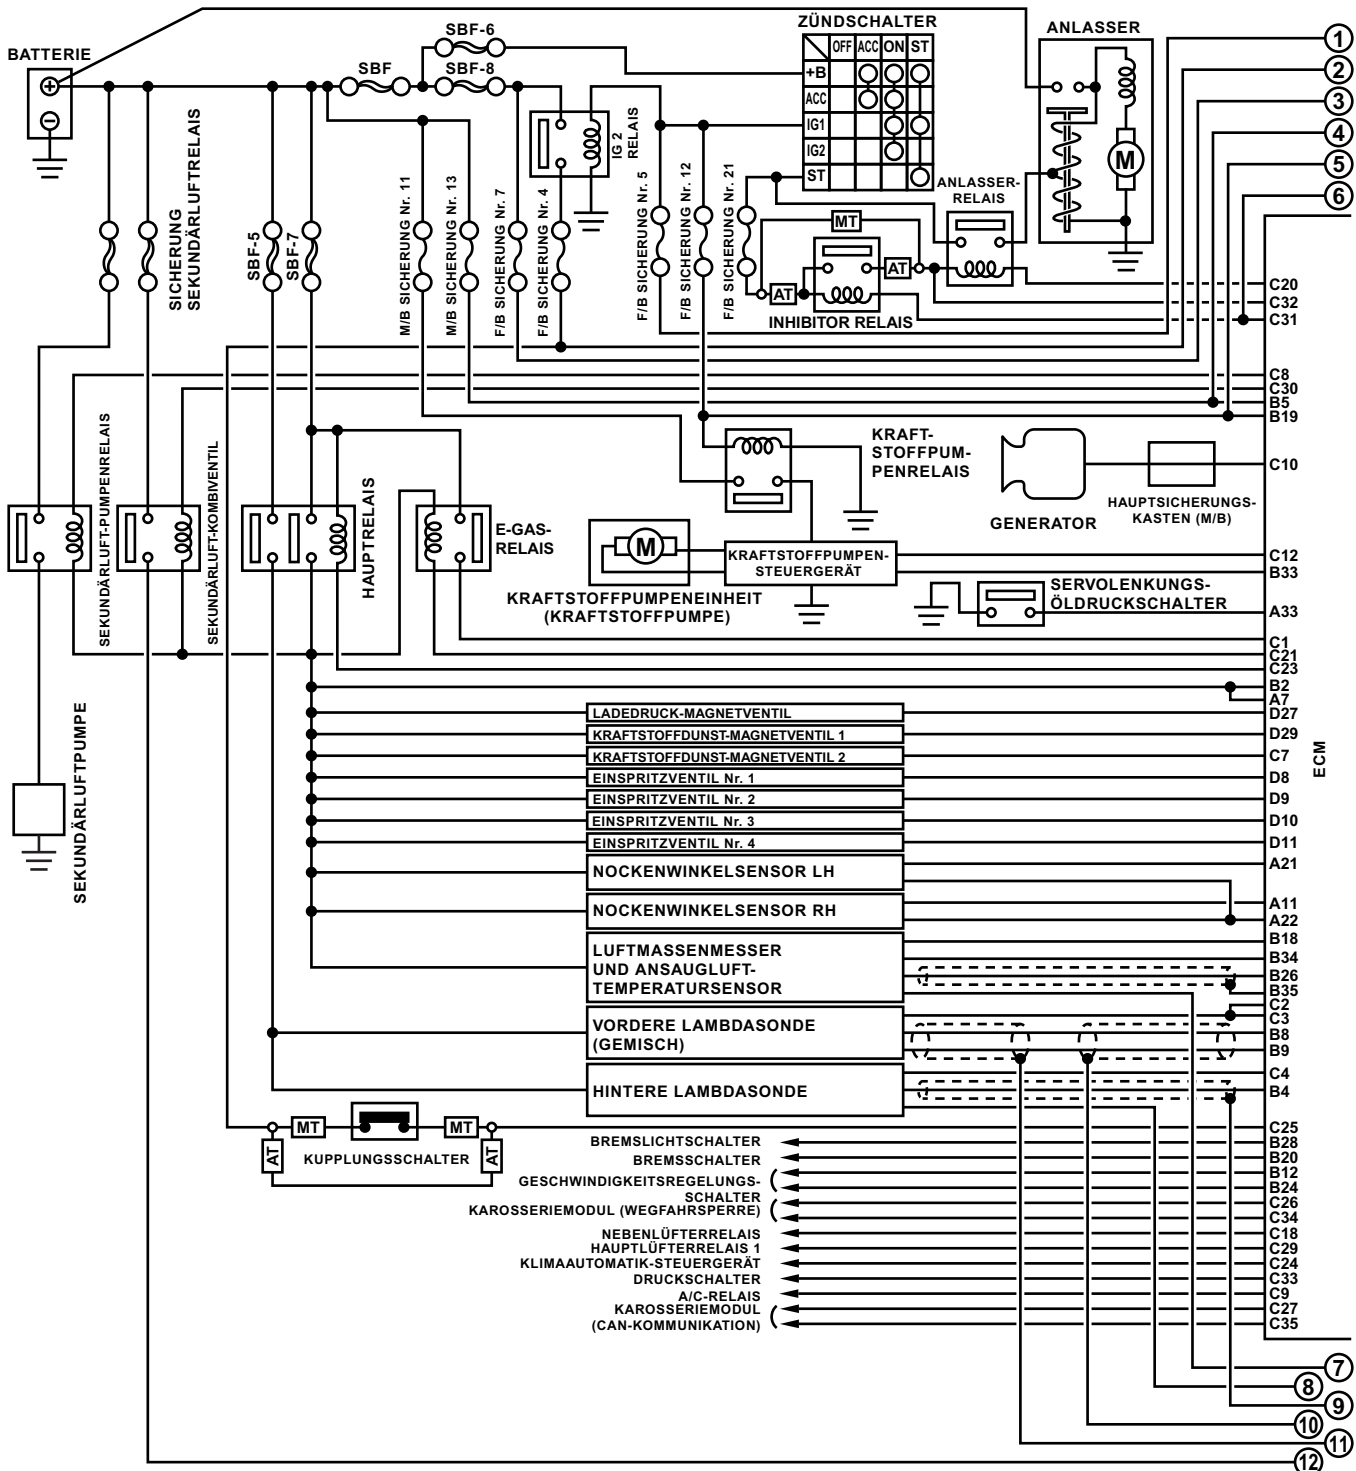 BATTERIE
SBF-6
SBF
SBF-8
ZÜNDSCHALTER
OFF
ACC
ON
ST
+B
ACC
IG1
IG2
ST
ANLASSER
M
ANLASSER-
RELAIS
IG 2
RELAIS
MT
AT
AT
INHIBITOR RELAIS
SICHERUNG
SEKUNDÄRLUFTRELAIS
SBF-5
SBF-7
M/B SICHERUNG Nr. 11
M/B SICHERUNG Nr. 13
F/B SICHERUNG Nr. 7
F/B SICHERUNG Nr. 4
F/B SICHERUNG Nr. 5
F/B SICHERUNG Nr. 12
F/B SICHERUNG Nr. 21
1
2
3
4
5
6
C20
C32
C31
C8
C30
B5
B19
C10
C12
B33
A33
C1
C21
C23
B2
A7
D27
D29
C7
D8
D9
D10
D11
A21
A11
A22
B18
B34
B26
B35
C2
C3
B8
B9
C4
B4
C25
B28
B20
B12
B24
C26
C34
C18
C29
C24
C33
C9
C27
C35
ECM
SEKUNDÄRLUFT-PUMPENRELAIS
SEKUNDÄRLUFT-KOMBIVENTIL
HAUPTRELAIS
E-GAS-
RELAIS
KRAFT-
STOFFPUM-
PENRELAIS
GENERATOR
HAUPTSICHERUNGS-
KASTEN (M/B)
M
KRAFTSTOFFPUMPENEINHEIT
(KRAFTSTOFFPUMPE)
KRAFTSTOFFPUMPEN-
STEUERGERÄT
SERVOLENKUNGS-
ÖLDRUCKSCHALTER
SEKUNDÄRLUFTPUMPE
LADEDRUCK-MAGNETVENTIL
KRAFTSTOFFDUNST-MAGNETVENTIL 1
KRAFTSTOFFDUNST-MAGNETVENTIL 2
EINSPRITZVENTIL Nr. 1
EINSPRITZVENTIL Nr. 2
EINSPRITZVENTIL Nr. 3
EINSPRITZVENTIL Nr. 4
NOCKENWINKELSENSOR LH
NOCKENWINKELSENSOR RH
LUFTMASSENMESSER
UND ANSAUGLUFT-
TEMPERATURSENSOR
VORDERE LAMBDASONDE
(GEMISCH)
HINTERE LAMBDASONDE
MT
MT
AT
AT
KUPPLUNGSSCHALTER
BREMSLICHTSCHALTER
BREMSSCHALTER
GESCHWINDIGKEITSREGELUNGS-
SCHALTER
KAROSSERIEMODUL (WEGFAHRSPERRE)
NEBENLÜFTERRELAIS
HAUPTLÜFTERRELAIS 1
KLIMAAUTOMATIK-STEUERGERÄT
DRUCKSCHALTER
A/C-RELAIS
KAROSSERIEMODUL
(CAN-KOMMUNIKATION)
7
8
9
10
11
12